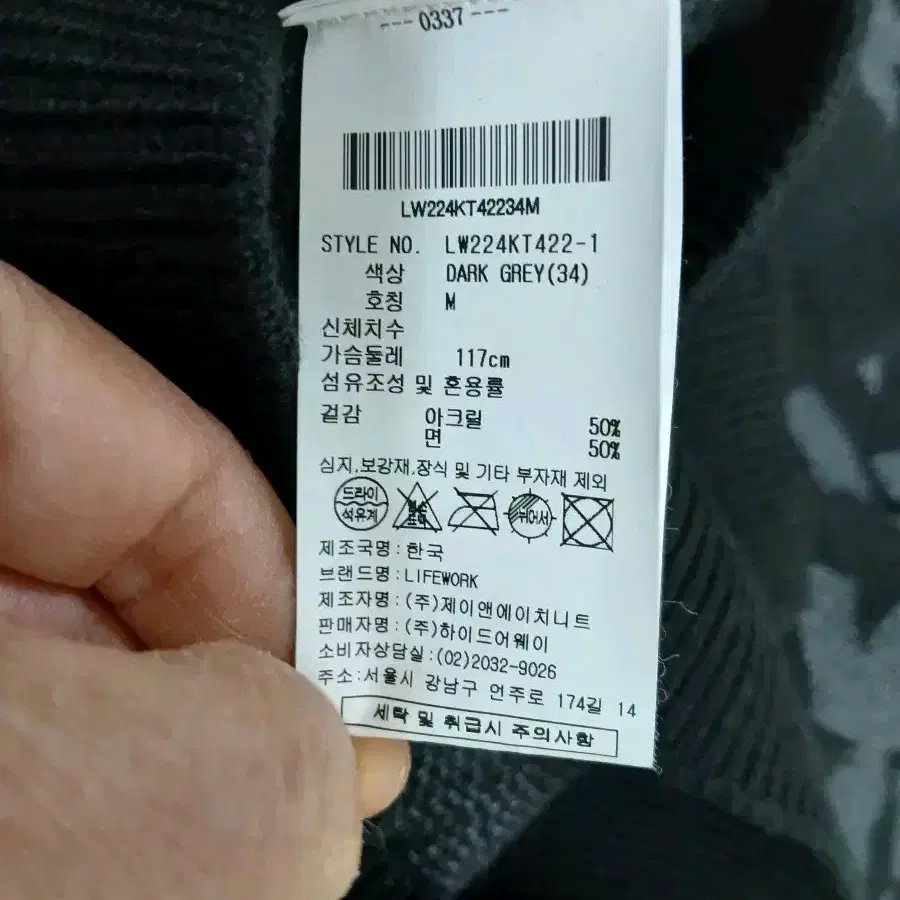 --- 0337 ---
LW224KT42234M
STYLE NO. LW224KT422-1
색상 DARK GREY(34)
호칭 M
신체치수
가슴둘레 117cm
섬유조성 및 혼용률
겉감 아크릴 50%
면 50%
심지.보강재.장식 및 기타 부자재 제외
드라이
석유계
뉘어서
제조국명:한국
브랜드명:LIFEWORK
제조자명:(주)제이앤에이치니트
판매자명:(주)하이드어웨이
소비자상담실:(02)2032-9026
주소:서울시 강남구 언주로 174길 14
세탁 및 취급시 주의사항